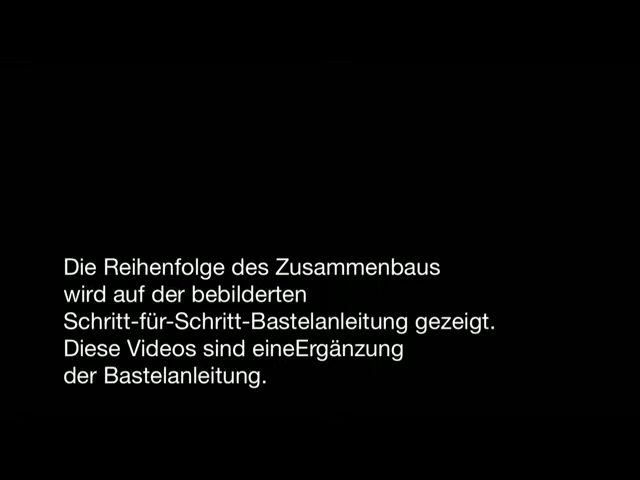 Die Reihenfolge des Zusammenbaus
wird auf der bebilderten
Schritt-für-Schritt-Bastelanleitung gezeigt.
Diese Videos sind eineErgänzung
der Bastelanleitung.